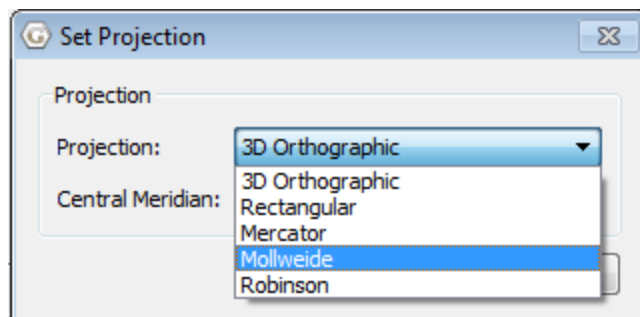 Set Projection
Projection
Projection: 3D Orthographic
3D Orthographic
Central Meridian:
Rectangular
Mercator
Mollweide
Robinson